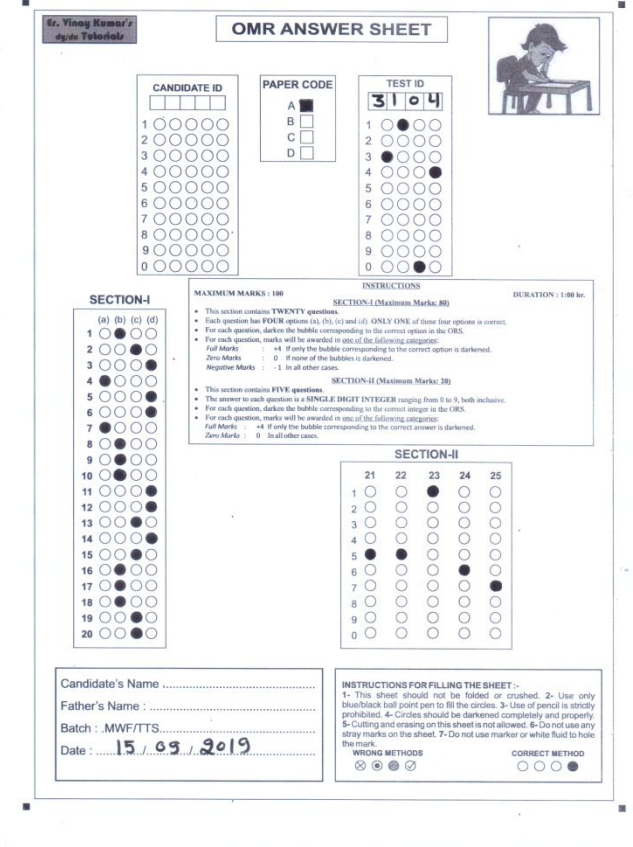 Er. Vinay Kumar's
dy/dx Tutorials
OMR ANSWER SHEET
CANDIDATE ID
1
2
3
4
5
6
7
8
9
0
PAPER CODE
A
B
C
D
TEST ID
3 1 0 4
1
2
3
4
5
6
7
8
9
0
INSTRUCTIONS
MAXIMUM MARKS : 100 DURATION : 1:00 hr.
SECTION-I (Maximum Marks: 80)
• This section contains TWENTY questions.
• Each question has FOUR options (a), (b), (c) and (d). ONLY ONE of these four options is correct.
• For each question, darken the bubble corresponding to the correct option in the ORS.
• For each question, marks will be awarded in one of the following categories:
Full Marks : +4 If only the bubble corresponding to the correct option is darkened.
Zero Marks : 0 If none of the bubbles is darkened.
Negative Marks : -1 In all other cases.
SECTION-II (Maximum Marks: 20)
• This section contains FIVE questions.
• The answer to each question is a SINGLE DIGIT INTEGER ranging from 0 to 9, both inclusive.
• For each question, darken the bubble corresponding to the correct integer in the ORS.
• For each question, marks will be awarded in one of the following categories:
Full Marks : +4 If only the bubble corresponding to the correct answer is darkened.
Zero Marks : 0 In all other cases.
SECTION-I
(a) (b) (c) (d)
1
2
3
4
5
6
7
8
9
10
11
12
13
14
15
16
17
18
19
20
SECTION-II
21 22 23 24 25
1
2
3
4
5
6
7
8
9
0
Candidate's Name
Father's Name :
Batch : .MWF/TTS
Date : 15 / 09 / 2019
INSTRUCTIONS FOR FILLING THE SHEET :-
1- This sheet should not be folded or crushed. 2- Use only
blue/black ball point pen to fill the circles. 3- Use of pencil is strictly
prohibited. 4- Circles should be darkened completely and properly.
5- Cutting and erasing on this sheet is not allowed. 6- Do not use any
stray marks on the sheet. 7- Do not use marker or white fluid to hole
the mark.
WRONG METHODS CORRECT METHOD